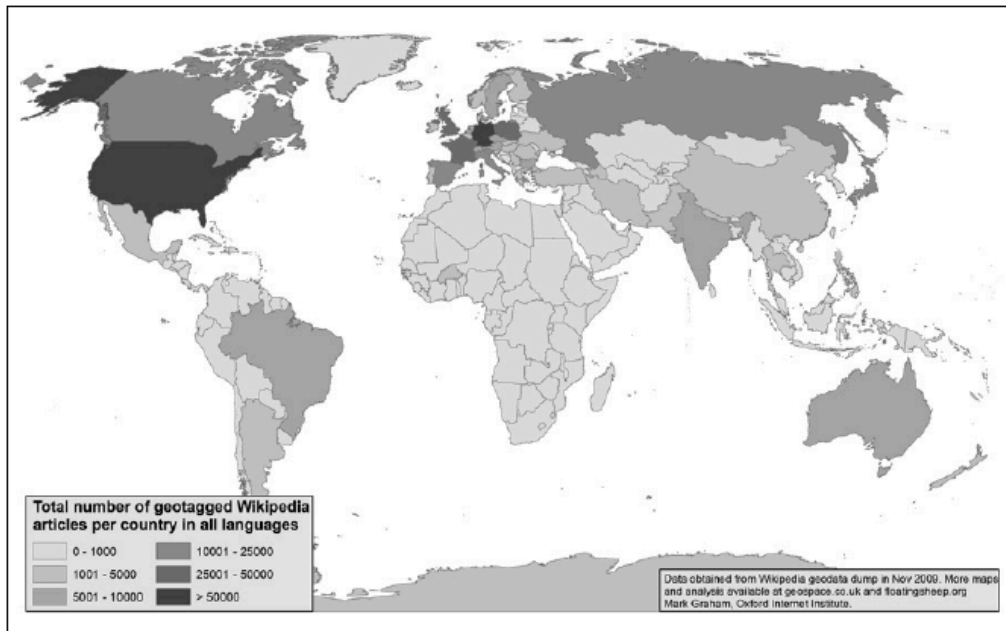 Total number of geotagged Wikipedia
articles per country in all languages
0 - 1000
1001 - 5000
5001 - 10000
10001 - 25000
25001 - 50000
> 50000
Data obtained from Wikipedia geodata dump in Nov 2009. More maps
and analysis available at geospace.co.uk and floatingsheep.org
Mark Graham, Oxford Internet Institute.